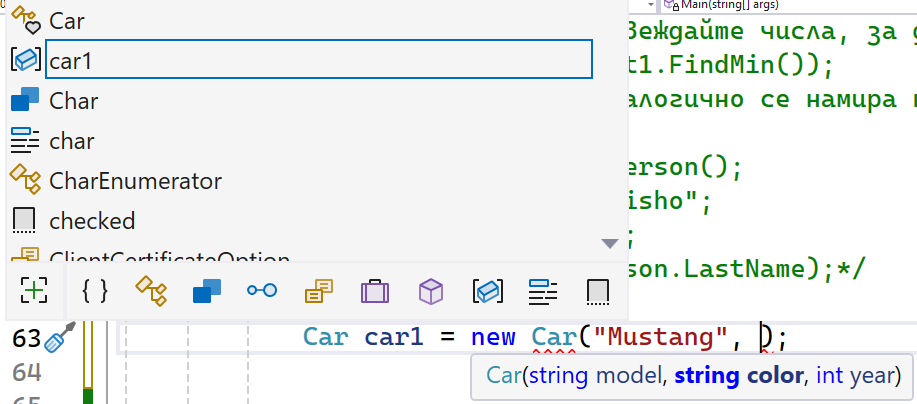 Main(string[] args)
Car
car1
Char
char
CharEnumerator
checked
ClientCertificateOption
Веждайте числа, за
t1.FindMin());
алогично се намира
erson();
isho";
;
son.LastName);*/
63
Car car1 = new Car("Mustang", );
64
Car(string model, string color, int year)
65